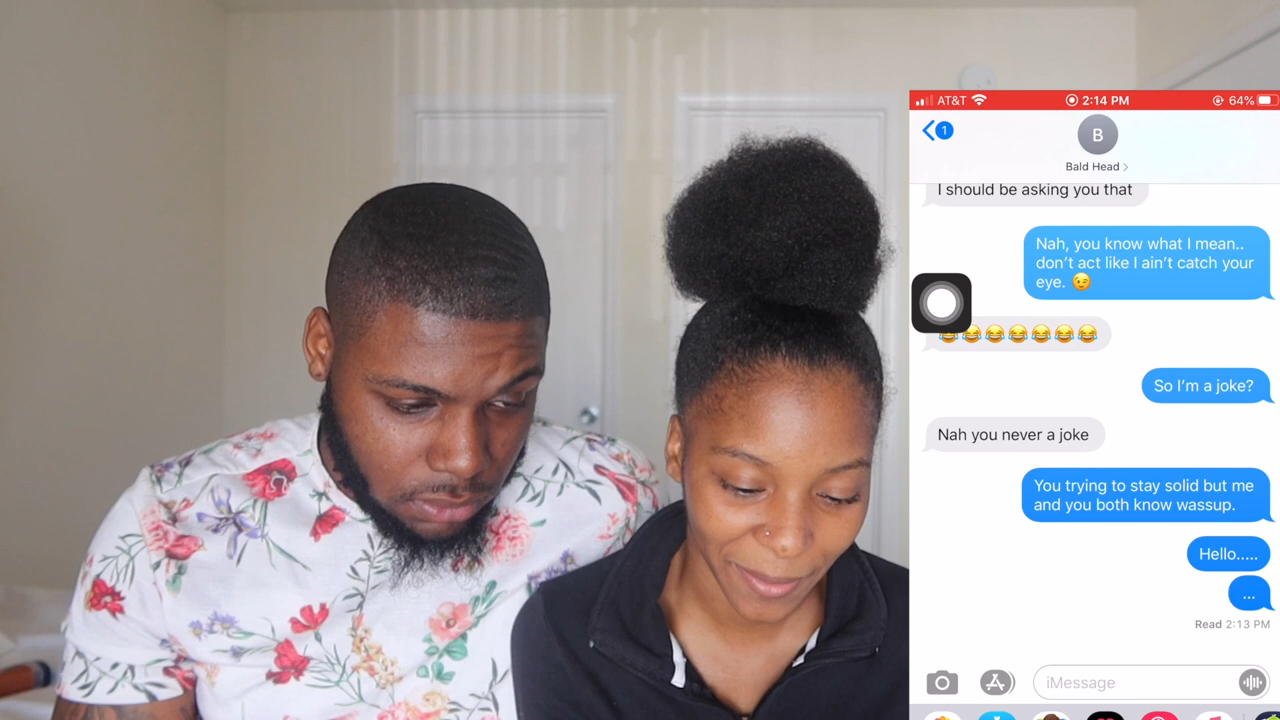 AT&T 2:14 PM 64%
1
B
Bald Head
I should be asking you that
Nah, you know what I mean..
don’t act like I ain’t catch your
eye. 😉
😂😂😂😂😂😂😂
So I’m a joke?
Nah you never a joke
You trying to stay solid but me
and you both know wassup.
Hello.....
...
Read 2:13 PM
iMessage